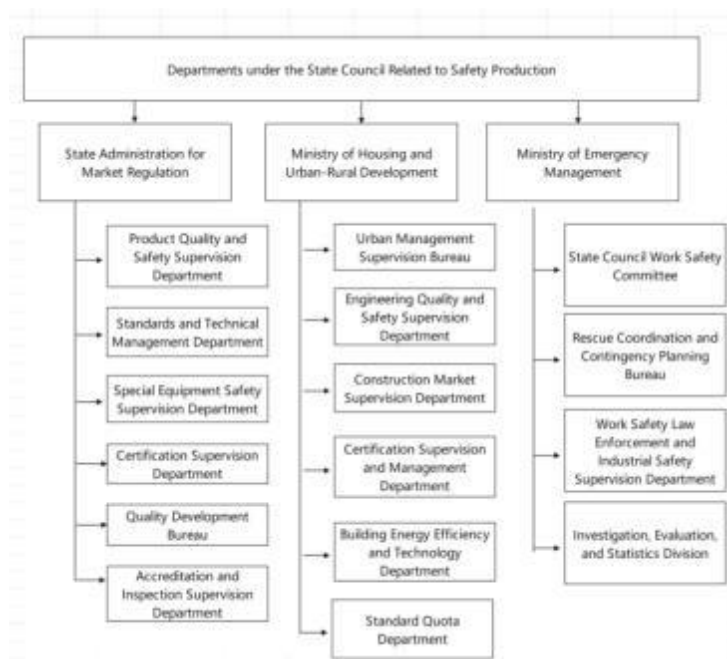 Departments under the State Council Related to Safety Production
State Administration for
Market Regulation
Product Quality and
Safety Supervision
Department
Standards and Technical
Management Department
Special Equipment Safety
Supervision Department
Certification Supervision
Department
Quality Development
Bureau
Accreditation and
Inspection Supervision
Department
Ministry of Housing and
Urban-Rural Development
Urban Management
Supervision Bureau
Engineering Quality and
Safety Supervision
Department
Construction Market
Supervision Department
Certification Supervision
and Management
Department
Building Energy Efficiency
and Technology
Department
Standard Quota
Department
Ministry of Emergency
Management
State Council Work Safety
Committee
Rescue Coordination and
Contingency Planning
Bureau
Work Safety Law
Enforcement and
Industrial Safety
Supervision Department
Investigation, Evaluation,
and Statistics Division